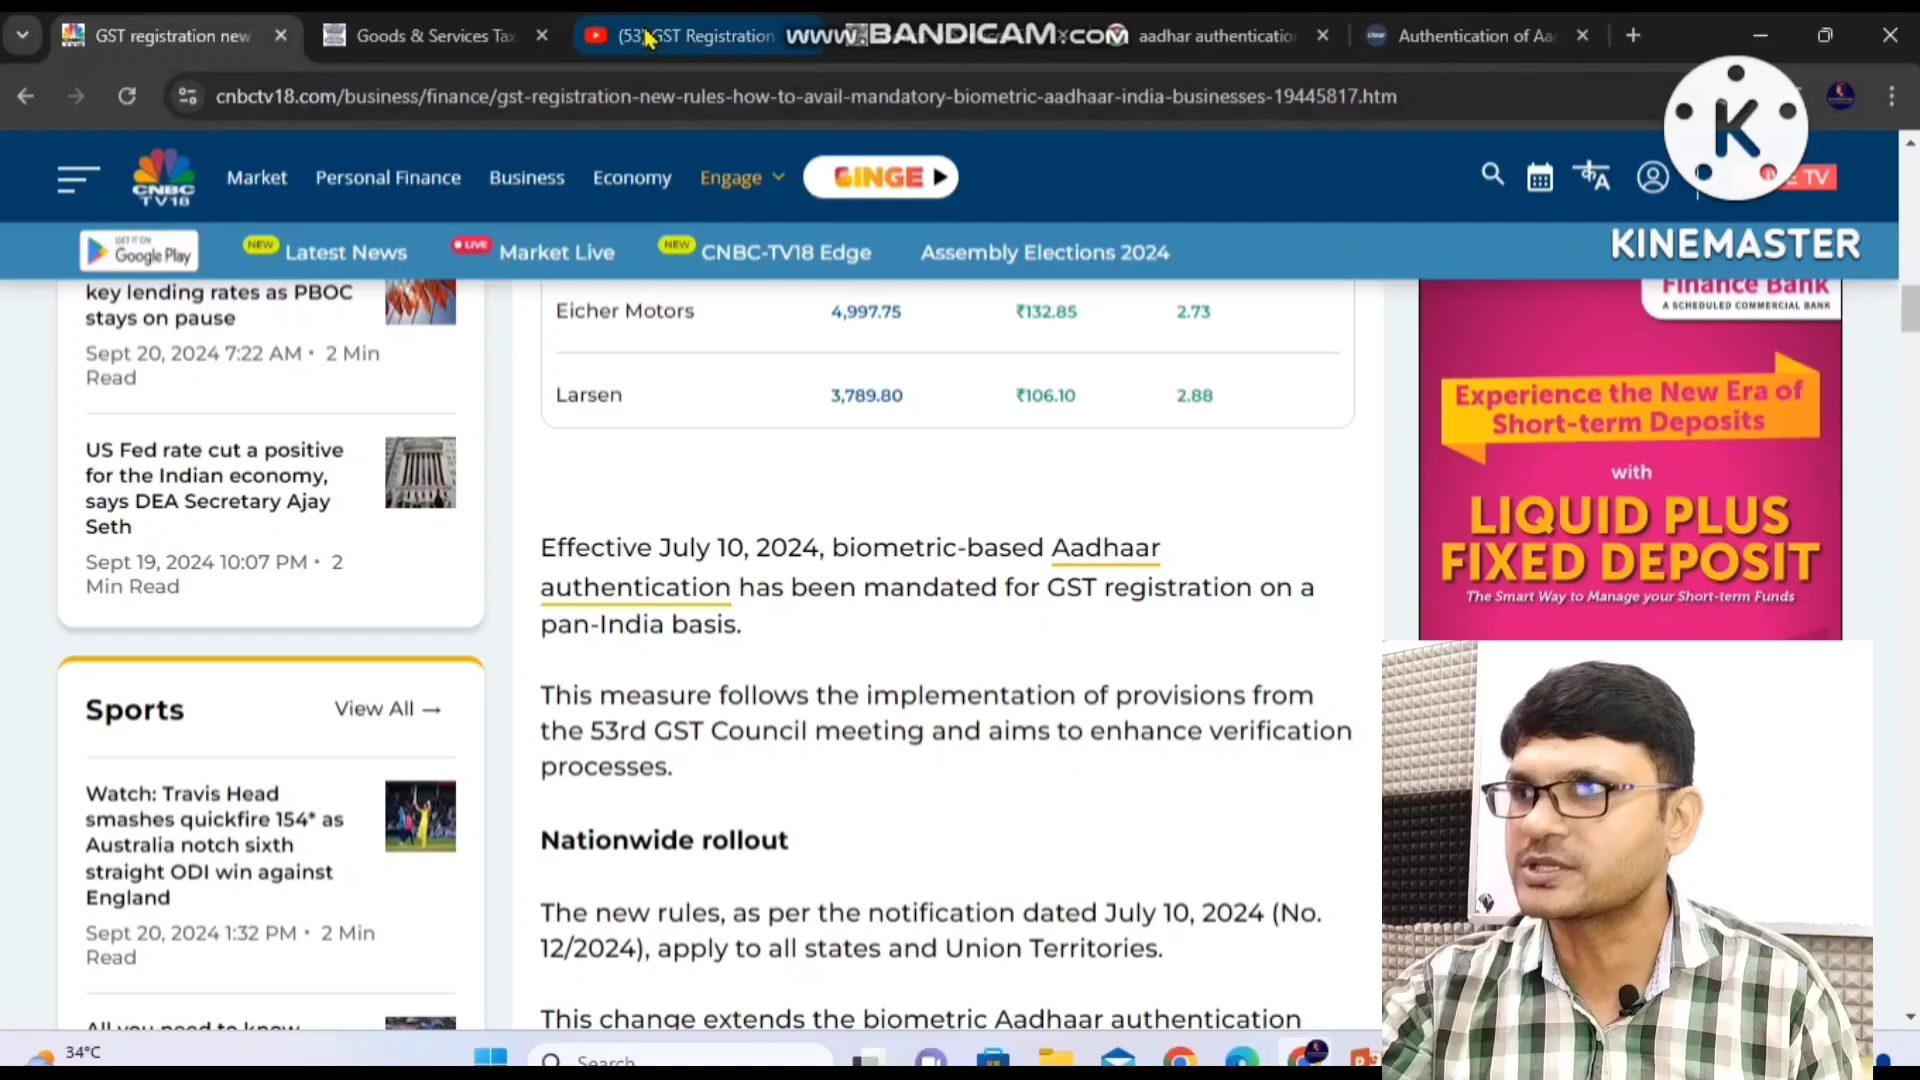 GST registration new
Goods & Services Tax
(53) GST Registration
www.BANDICAM.com
aadhar authenticatio
Authentication of Aa
cnbctv18.com/business/finance/gst-registration-new-rules-how-to-avail-mandatory-biometric-aadhaar-india-businesses-19445817.htm
K
CNBC
TV18
Market
Personal Finance
Business
Economy
Engage
BINGE
TV
KINEMASTER
GET IT ON
Google Play
NEW
Latest News
LIVE
Market Live
NEW
CNBC-TV18 Edge
Assembly Elections 2024
key lending rates as PBOC
stays on pause
Sept 20, 2024 7:22 AM • 2 Min
Read
US Fed rate cut a positive
for the Indian economy,
says DEA Secretary Ajay
Seth
Sept 19, 2024 10:07 PM • 2
Min Read
Sports
View All →
Watch: Travis Head
smashes quickfire 154* as
Australia notch sixth
straight ODI win against
England
Sept 20, 2024 1:32 PM • 2 Min
Read
All you need to know
Eicher Motors 4,997.75 ₹132.85 2.73
Larsen 3,789.80 ₹106.10 2.88
Effective July 10, 2024, biometric-based Aadhaar
authentication has been mandated for GST registration on a
pan-India basis.
This measure follows the implementation of provisions from
the 53rd GST Council meeting and aims to enhance verification
processes.
Nationwide rollout
The new rules, as per the notification dated July 10, 2024 (No.
12/2024), apply to all states and Union Territories.
This change extends the biometric Aadhaar authentication
Finance Bank
A SCHEDULED COMMERCIAL BANK
Experience the New Era of
Short-term Deposits
with
LIQUID PLUS
FIXED DEPOSIT
The Smart Way to Manage your Short-term Funds
34°C
Search